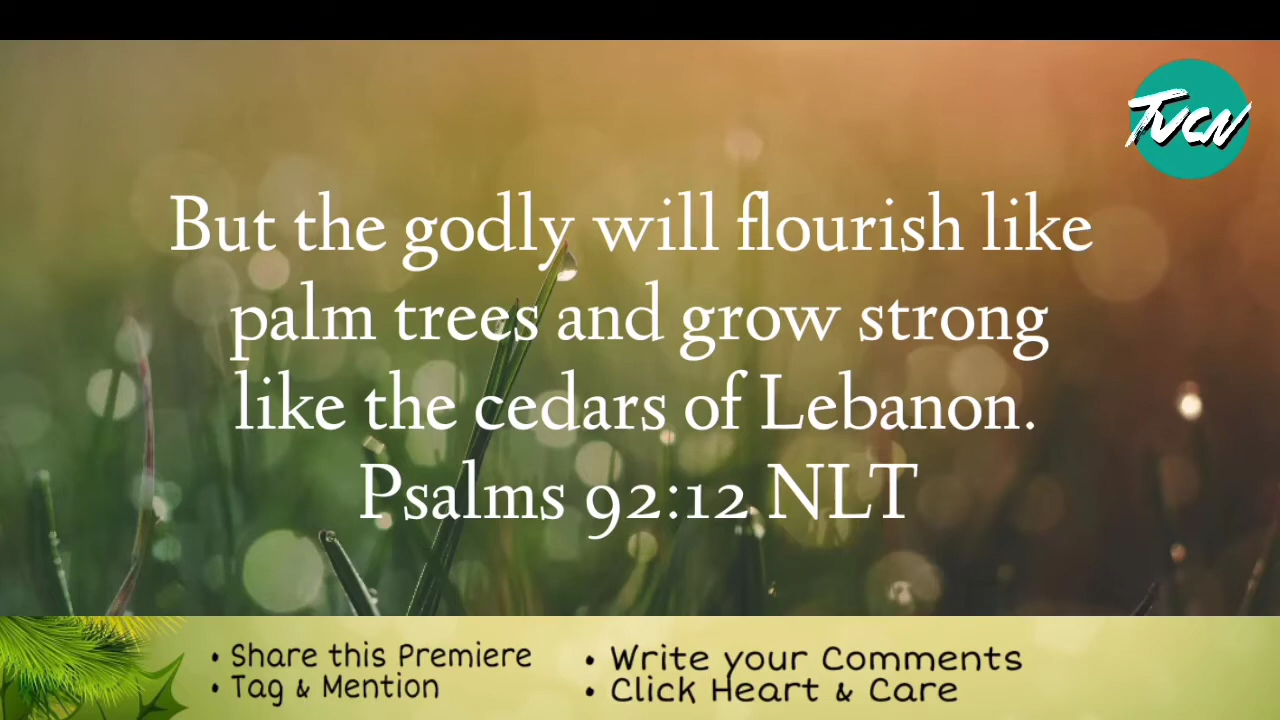 TVCN
But the godly will flourish like
palm trees and grow strong
like the cedars of Lebanon.
Psalms 92:12 NLT
• Share this Premiere
• Tag & Mention
• Write your Comments
• Click Heart & Care